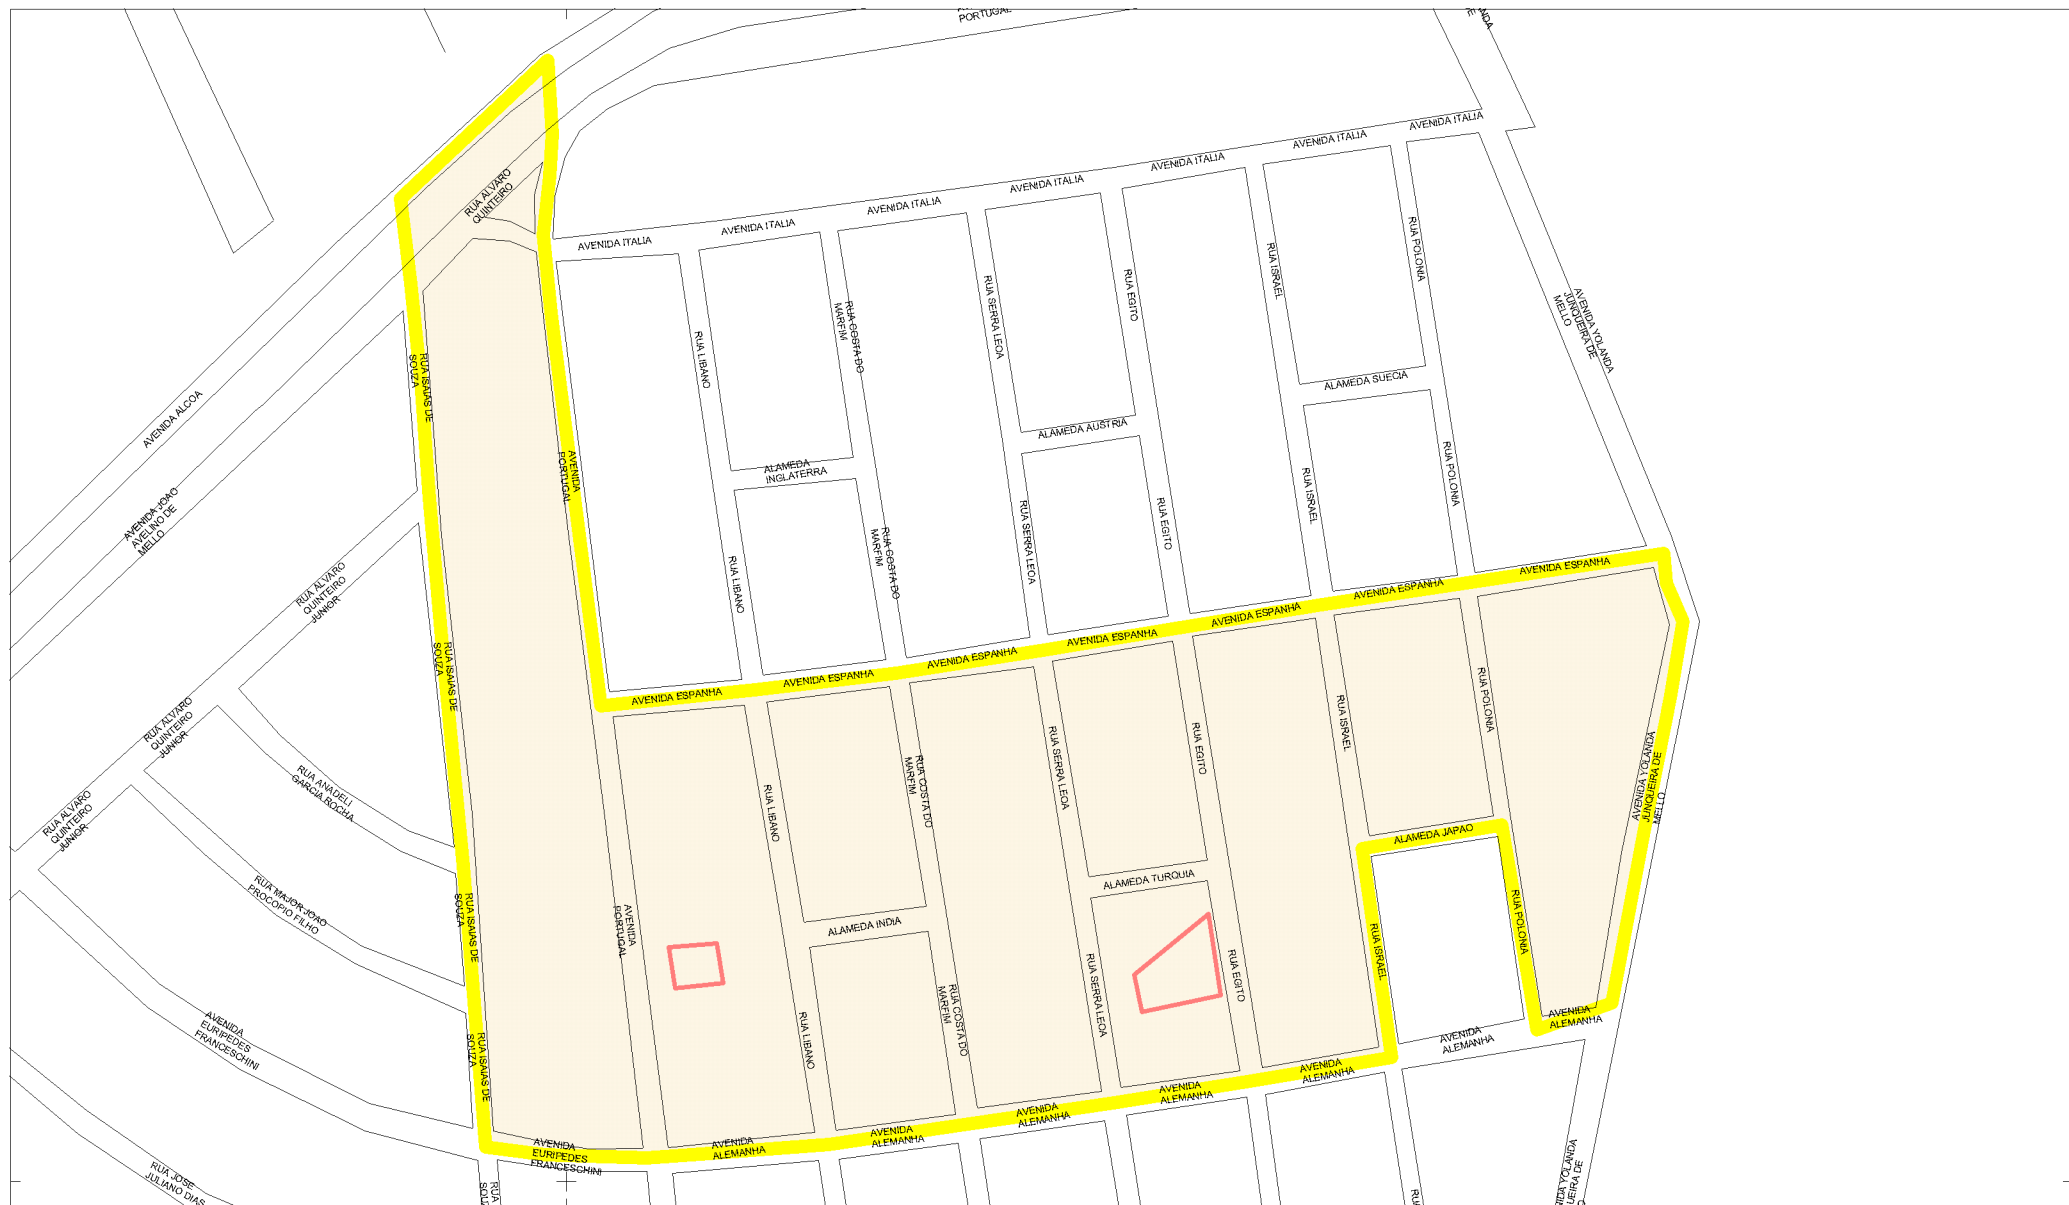 PORTUGAL
AVENIDA ITALIA
AVENIDA ITALIA
AVENIDA ITALIA
AVENIDA ITALIA
AVENIDA ITALIA
AVENIDA ITALIA
AVENIDA ITALIA
RUA ALVARO
QUINTEIRO
RUA POLONIA
RUA ISRAEL
RUA EGITO
RUA SERRA LEOA
RUA COSTA DO
MARFIM
RUA LIBANO
AVENIDA YOLANDA
JUNQUEIRA DE
MELLO
RUA ISAIAS DE
SOUZA
ALAMEDA SUECIA
AVENIDA ALCOA
ALAMEDA AUSTRIA
ALAMEDA
INGLATERRA
AVENIDA
PORTUGAL
RUA POLONIA
RUA ISRAEL
RUA EGITO
RUA SERRA LEOA
RUA COSTA DO
MARFIM
RUA LIBANO
AVENIDA JOAO
AVELINO DE
MELLO
RUA ALVARO
QUINTEIRO
JUNIOR
AVENIDA ESPANHA
AVENIDA ESPANHA
AVENIDA ESPANHA
AVENIDA ESPANHA
AVENIDA ESPANHA
AVENIDA ESPANHA
AVENIDA ESPANHA
RUA ISAIAS DE
SOUZA
RUA ALVARO
QUINTEIRO
JUNIOR
RUA POLONIA
RUA ISRAEL
RUA EGITO
RUA SERRA LEOA
RUA COSTA DO
MARFIM
RUA LIBANO
RUA ANADELI
GARCIA ROCHA
AVENIDA YOLANDA
JUNQUEIRA DE
MELLO
RUA ALVARO
QUINTEIRO
JUNIOR
ALAMEDA JAPAO
ALAMEDA TURQUIA
ALAMEDA INDIA
RUA MAJOR JOAO
PROCOPIO FILHO
RUA ISAIAS DE
SOUZA
AVENIDA
PORTUGAL
RUA POLONIA
RUA ISRAEL
RUA EGITO
RUA SERRA LEOA
RUA COSTA DO
MARFIM
RUA LIBANO
AVENIDA
EURIPEDES
FRANCESCHINI
RUA ISAIAS DE
SOUZA
AVENIDA
ALEMANHA
AVENIDA
ALEMANHA
AVENIDA
ALEMANHA
AVENIDA
ALEMANHA
AVENIDA
ALEMANHA
AVENIDA
ALEMANHA
AVENIDA
ALEMANHA
AVENIDA
EURIPEDES
FRANCESCHINI
RUA JOSE
JULIANO DIAS
RUA